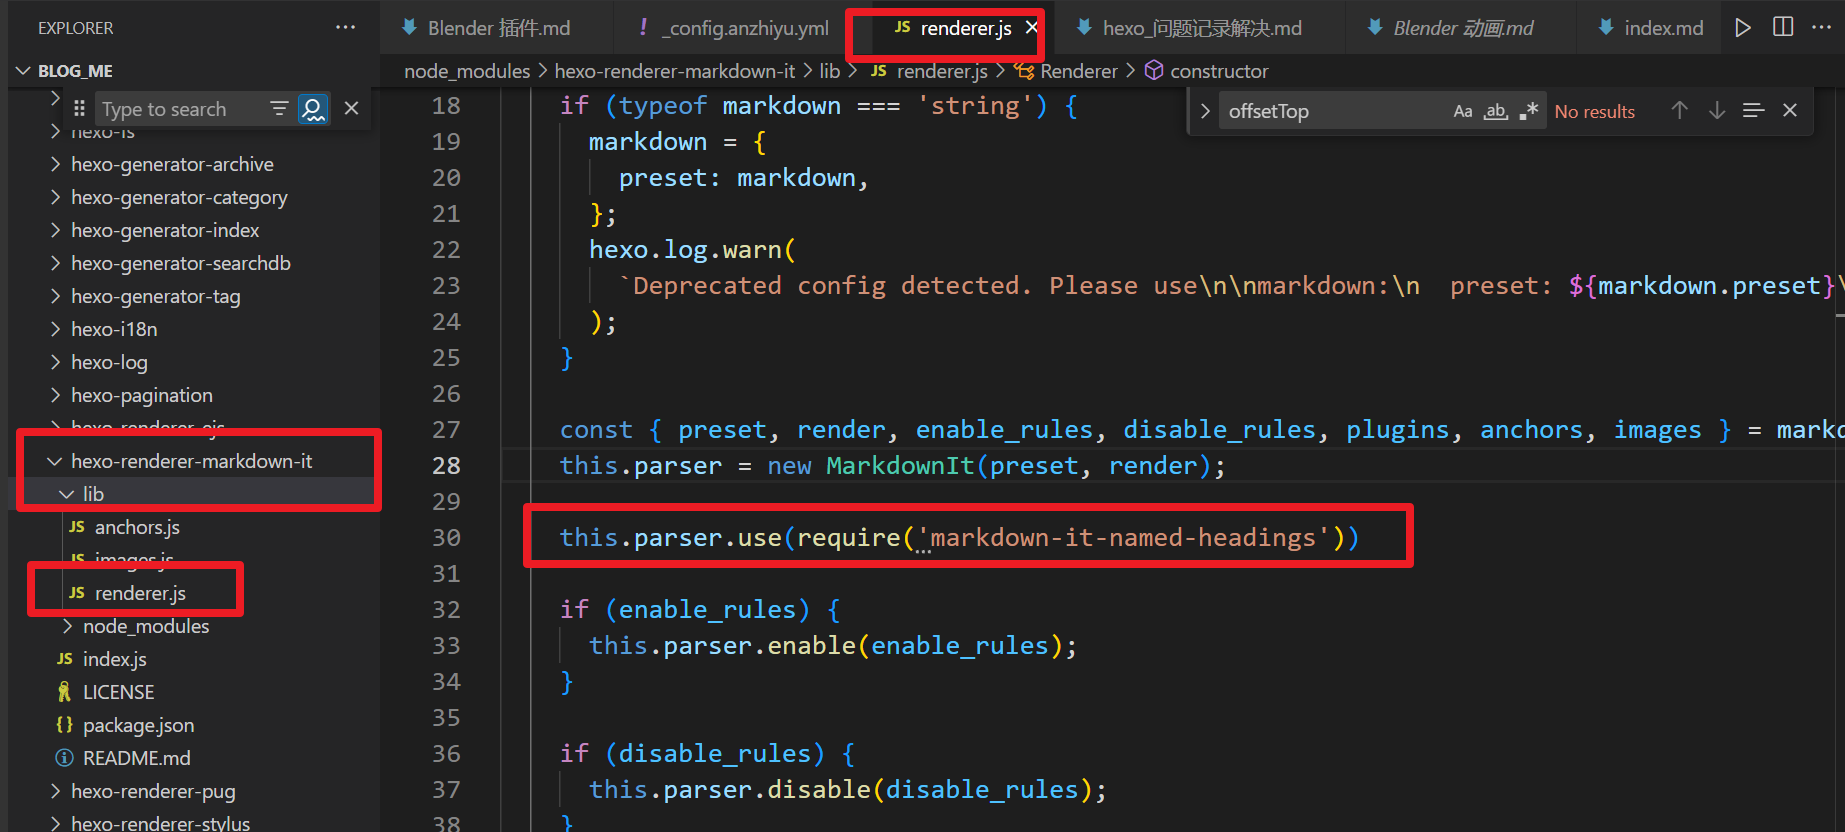 EXPLORER
Blender 插件.md
! _config.anzhiyu.yml
JS renderer.js
hexo_问题记录解决.md
Blender 动画.md
index.md
BLOG_ME
node_modules > hexo-renderer-markdown-it > lib > JS renderer.js > Renderer > constructor
Type to search
offsetTop
Aa
ab
No results
hexo-fs
hexo-generator-archive
hexo-generator-category
hexo-generator-index
hexo-generator-searchdb
hexo-generator-tag
hexo-i18n
hexo-log
hexo-pagination
hexo-renderer-ejs
hexo-renderer-markdown-it
lib
JS anchors.js
JS images.js
JS renderer.js
node_modules
JS index.js
LICENSE
{} package.json
README.md
hexo-renderer-pug
hexo-renderer-stylus
18 if (typeof markdown === 'string') {
19 markdown = {
20 preset: markdown,
21 };
22 hexo.log.warn(
23 `Deprecated config detected. Please use\n\nmarkdown:\n preset: ${markdown.preset}\
24 );
25 }
26
27 const { preset, render, enable_rules, disable_rules, plugins, anchors, images } = markd
28 this.parser = new MarkdownIt(preset, render);
29
30 this.parser.use(require('markdown-it-named-headings'))
31
32 if (enable_rules) {
33 this.parser.enable(enable_rules);
34 }
35
36 if (disable_rules) {
37 this.parser.disable(disable_rules);
38 }